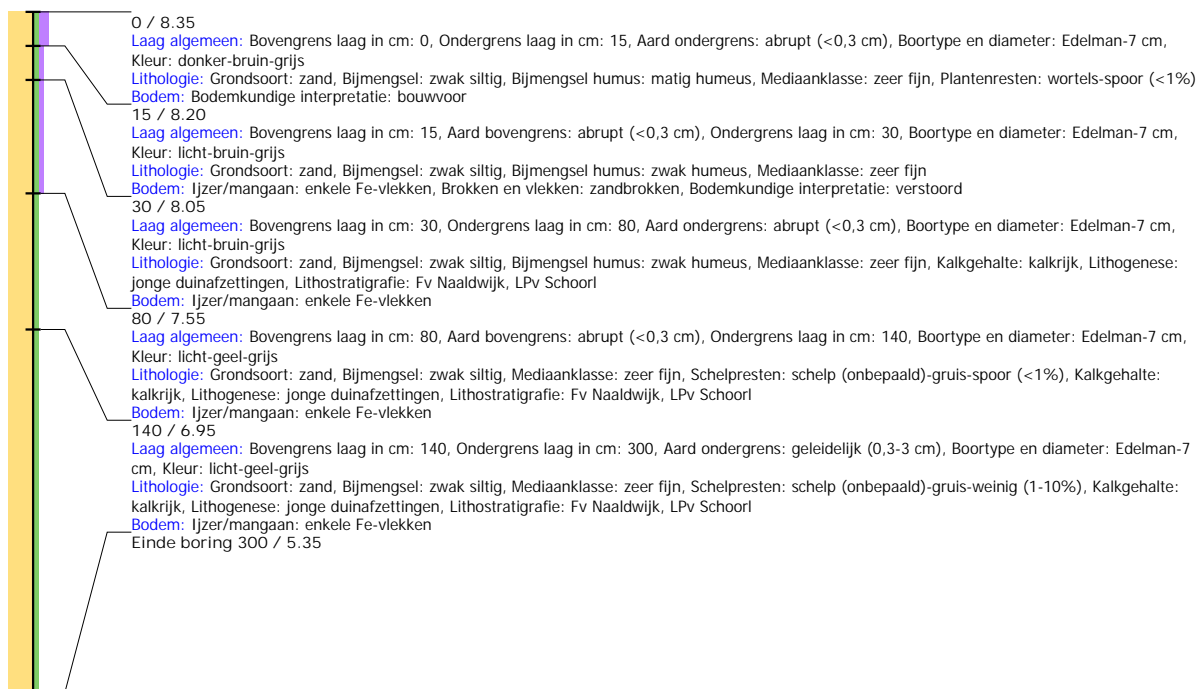 0 / 8.35
Laag algemeen: Bovengrens laag in cm: 0, Ondergrens laag in cm: 15, Aard ondergrens: abrupt (<0,3 cm), Boortype en diameter: Edelman-7 cm,
Kleur: donker-bruin-grijs
Lithologie: Grondsoort: zand, Bijmengsel: zwak siltig, Bijmengsel humus: matig humeus, Mediaanklasse: zeer fijn, Plantenresten: wortels-spoor (<1%)
Bodem: Bodemkundige interpretatie: bouwvoor
15 / 8.20
Laag algemeen: Bovengrens laag in cm: 15, Aard bovengrens: abrupt (<0,3 cm), Ondergrens laag in cm: 30, Boortype en diameter: Edelman-7 cm,
Kleur: licht-bruin-grijs
Lithologie: Grondsoort: zand, Bijmengsel: zwak siltig, Bijmengsel humus: zwak humeus, Mediaanklasse: zeer fijn
Bodem: Ijzer/mangaan: enkele Fe-vlekken, Brokken en vlekken: zandbrokken, Bodemkundige interpretatie: verstoord
30 / 8.05
Laag algemeen: Bovengrens laag in cm: 30, Ondergrens laag in cm: 80, Aard ondergrens: abrupt (<0,3 cm), Boortype en diameter: Edelman-7 cm,
Kleur: licht-bruin-grijs
Lithologie: Grondsoort: zand, Bijmengsel: zwak siltig, Bijmengsel humus: zwak humeus, Mediaanklasse: zeer fijn, Kalkgehalte: kalkrijk, Lithogenese:
jonge duinafzettingen, Lithostratigrafie: Fv Naaldwijk, LPv Schoorl
Bodem: Ijzer/mangaan: enkele Fe-vlekken
80 / 7.55
Laag algemeen: Bovengrens laag in cm: 80, Aard bovengrens: abrupt (<0,3 cm), Ondergrens laag in cm: 140, Boortype en diameter: Edelman-7 cm,
Kleur: licht-geel-grijs
Lithologie: Grondsoort: zand, Bijmengsel: zwak siltig, Mediaanklasse: zeer fijn, Schelpresten: schelp (onbepaald)-gruis-spoor (<1%), Kalkgehalte:
kalkrijk, Lithogenese: jonge duinafzettingen, Lithostratigrafie: Fv Naaldwijk, LPv Schoorl
Bodem: Ijzer/mangaan: enkele Fe-vlekken
140 / 6.95
Laag algemeen: Bovengrens laag in cm: 140, Ondergrens laag in cm: 300, Aard ondergrens: geleidelijk (0,3-3 cm), Boortype en diameter: Edelman-7
cm, Kleur: licht-geel-grijs
Lithologie: Grondsoort: zand, Bijmengsel: zwak siltig, Mediaanklasse: zeer fijn, Schelpresten: schelp (onbepaald)-gruis-weinig (1-10%), Kalkgehalte:
kalkrijk, Lithogenese: jonge duinafzettingen, Lithostratigrafie: Fv Naaldwijk, LPv Schoorl
Bodem: Ijzer/mangaan: enkele Fe-vlekken
Einde boring 300 / 5.35